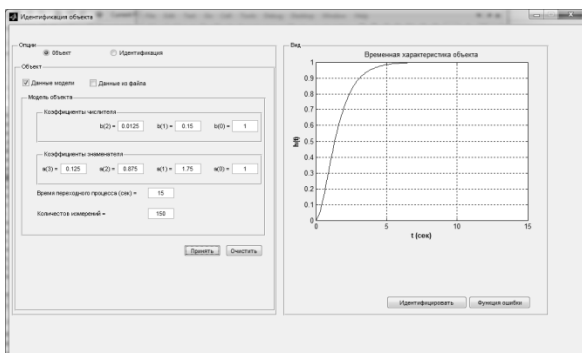 Идентификация объекта
Опции
Объект
Идентификация
Объект
Данные модели
Данные из файла
Модель объекта
Коэффициенты числителя
b(2) = 0.0125 b(1) = 0.15 b(0) = 1
Коэффициенты знаменателя
a(3) = 0.125 a(2) = 0.875 a(1) = 1.75 a(0) = 1
Время переходного процесса (сек) = 15
Количестов измерений = 150
Принять
Очистить
Вид
Временная характеристика объекта
1
0.9
0.8
0.7
0.6
0.5
0.4
0.3
0.2
0.1
0
h(t)
0 5 10 15
t (сек)
Идентифицировать
Функция ошибки